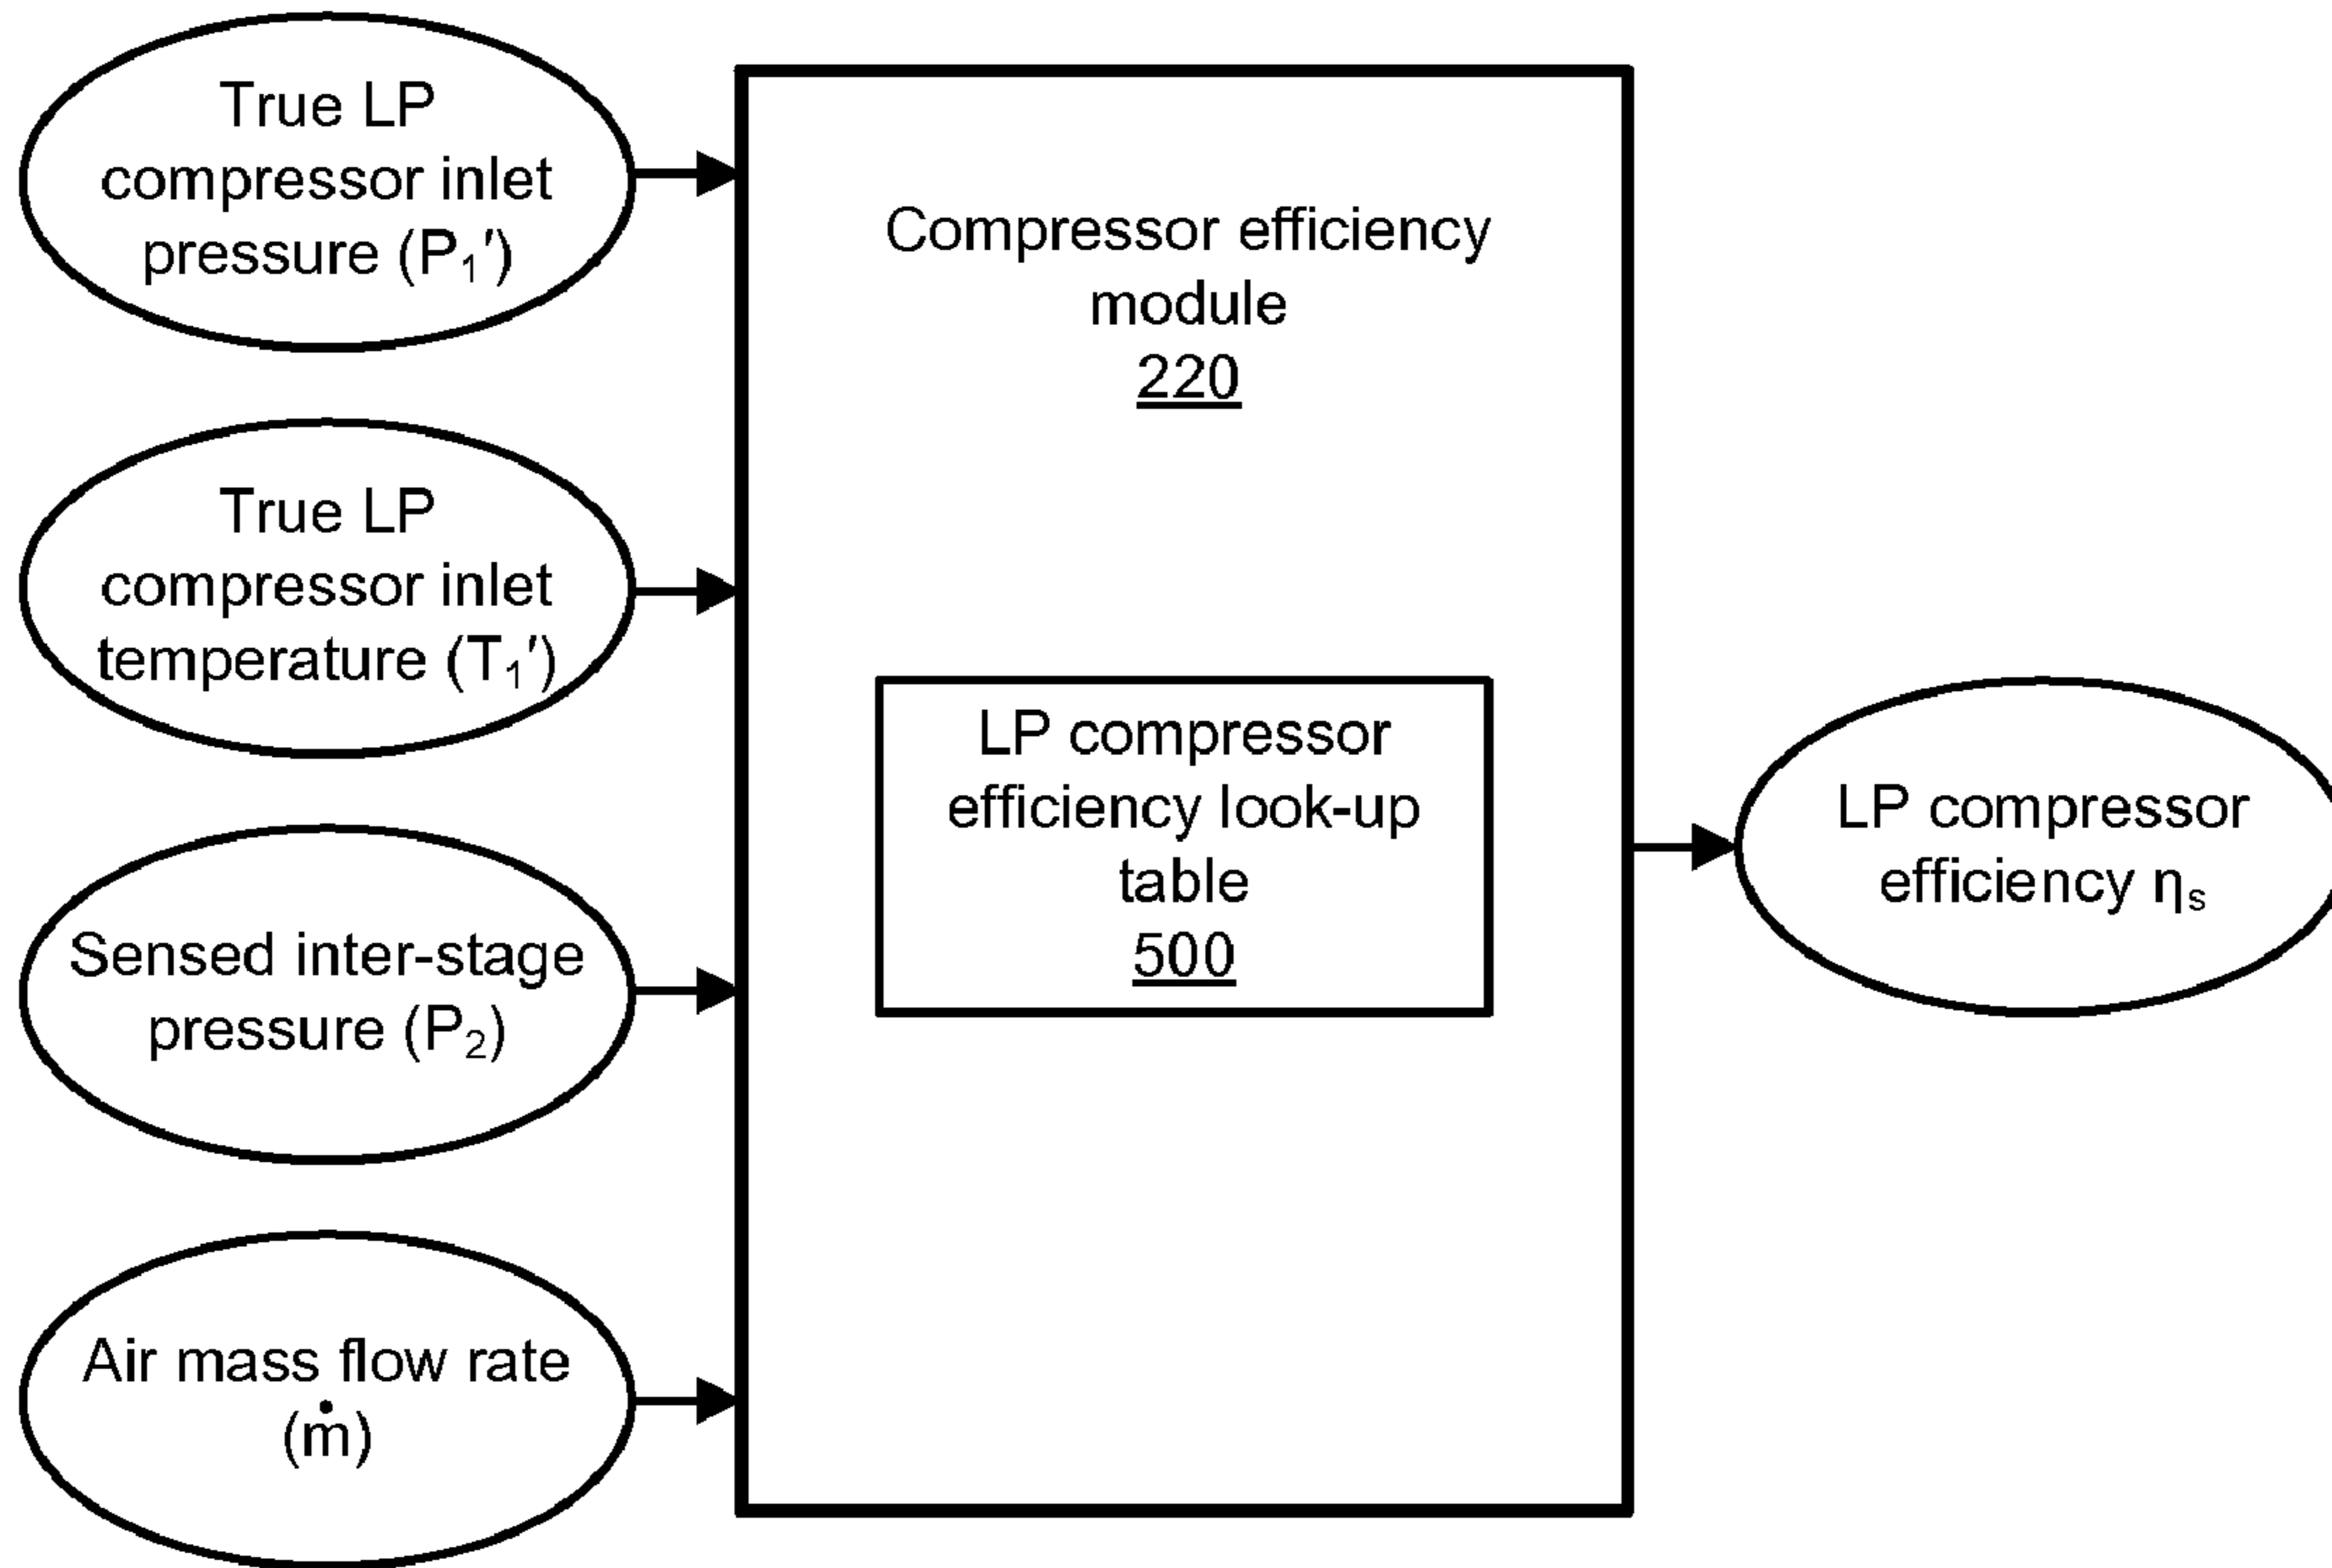 True LP
compressor inlet
pressure (P₁')
True LP
compressor inlet
temperature (T₁')
Sensed inter-stage
pressure (P₂)
Air mass flow rate
(ṁ)
Compressor efficiency
module
220
LP compressor
efficiency look-up
table
500
LP compressor
efficiency ηₛ